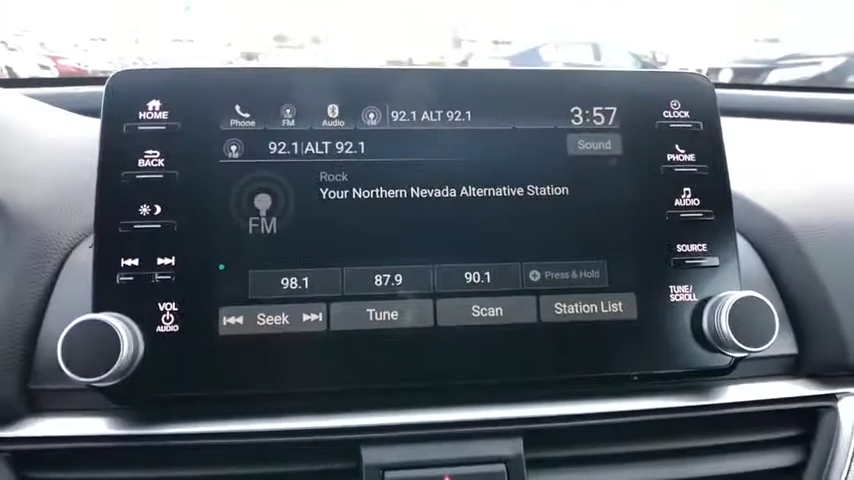 HOME
BACK
VOL
AUDIO
Phone FM Audio 92.1 ALT 92.1 3:57
92.1|ALT 92.1 Sound
Rock
Your Northern Nevada Alternative Station
FM
98.1 87.9 90.1 Press & Hold
Seek Tune Scan Station List
CLOCK
PHONE
AUDIO
SOURCE
TUNE/
SCROLL